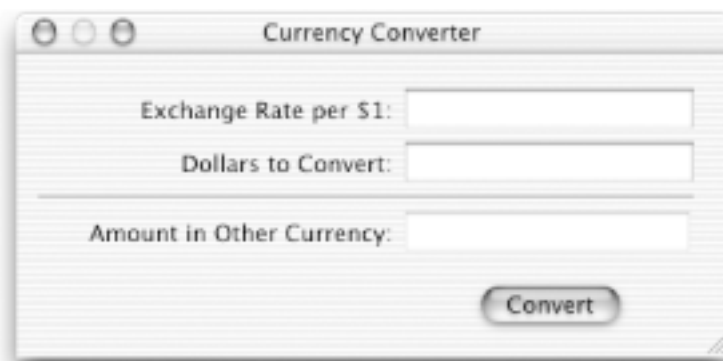 Currency Converter
Exchange Rate per $1:
Dollars to Convert:
Amount in Other Currency:
Convert